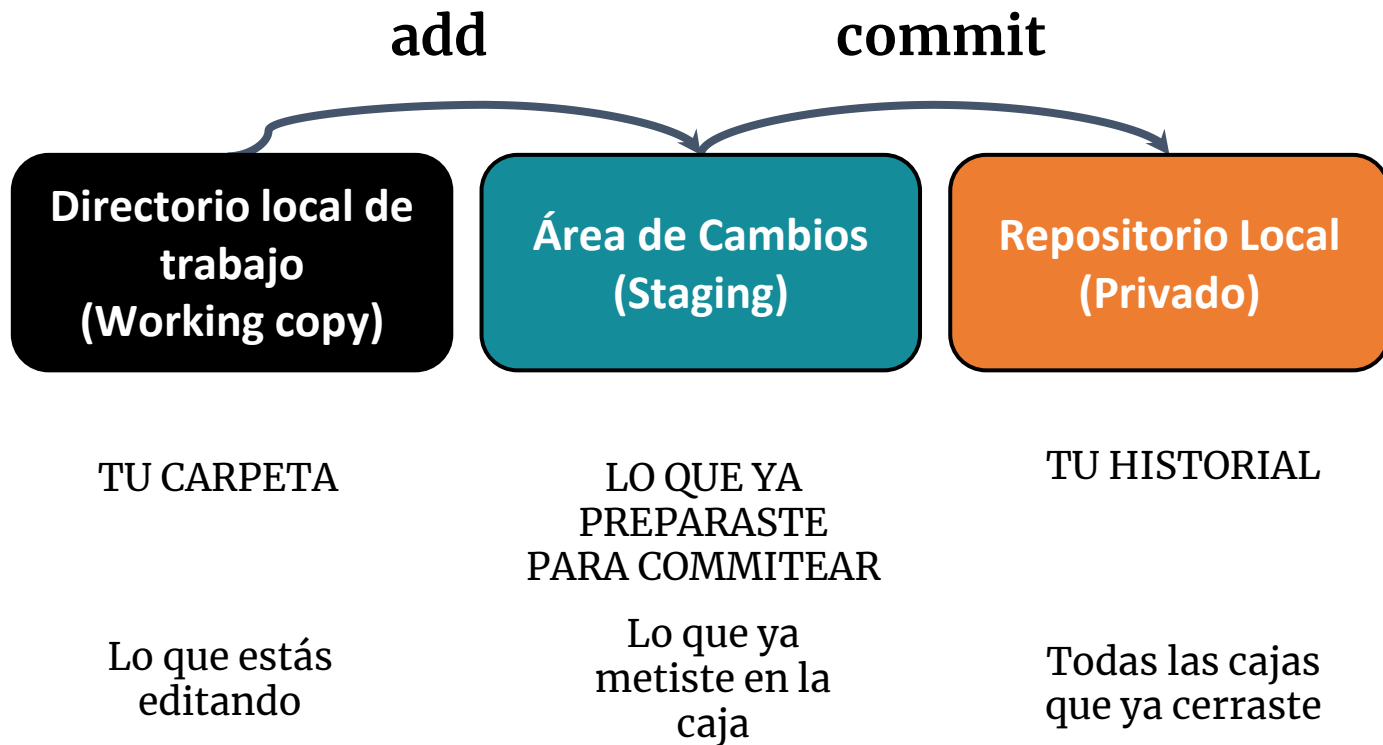 add
commit
Directorio local de
trabajo
(Working copy)
Área de Cambios
(Staging)
Repositorio Local
(Privado)
TU CARPETA
LO QUE YA
PREPARASTE
PARA COMMITEAR
TU HISTORIAL
Lo que estás
editando
Lo que ya
metiste en la
caja
Todas las cajas
que ya cerraste